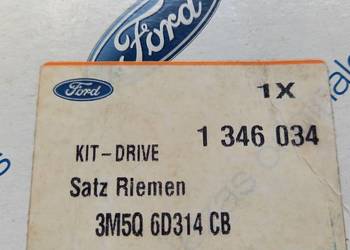 Ford
Ford
1X
1 346 034
KIT-DRIVE
Satz Riemen
3M5Q 6D314 CB